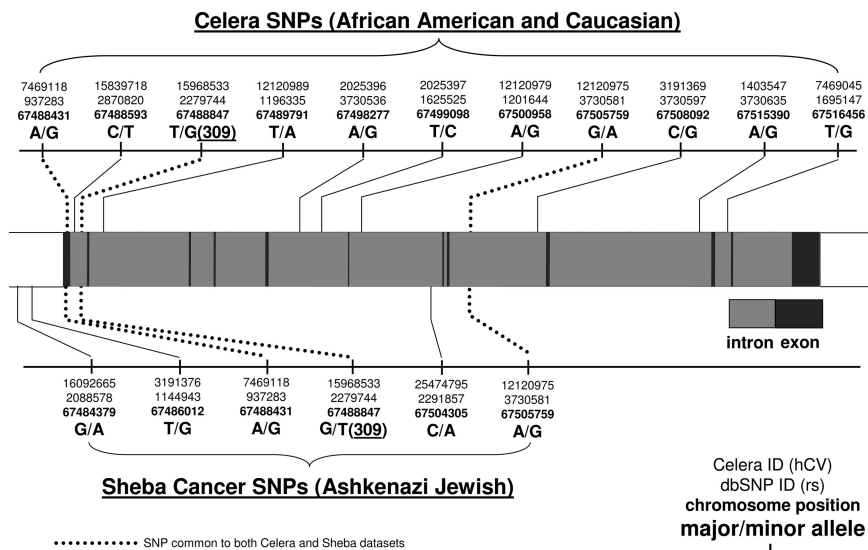 Celera SNPs (African American and Caucasian)
7469118 15839718 15968533 12120989 2025396 2025397 12120979 12120975 3191369 1403547 7469045
937283 2870820 2279744 1196335 3730536 1625525 1201644 3730581 3730597 3730635 1695147
67488431 67488593 67488847 67489791 67498277 67499098 67500958 67505759 67508092 67515390 67516456
A/G C/T T/G(309) T/A A/G T/C A/G G/A C/G A/G T/G
intron exon
16092665 3191376 7469118 15968533 25474795 12120975
2088578 1144943 937283 2279744 2291857 3730581
67484379 67486012 67488431 67488847 67504305 67505759
G/A T/G A/G G/T(309) C/A A/G
Sheba Cancer SNPs (Ashkenazi Jewish)
Celera ID (hCV)
dbSNP ID (rs)
chromosome position
major/minor allele
SNP common to both Celera and Sheba datasets